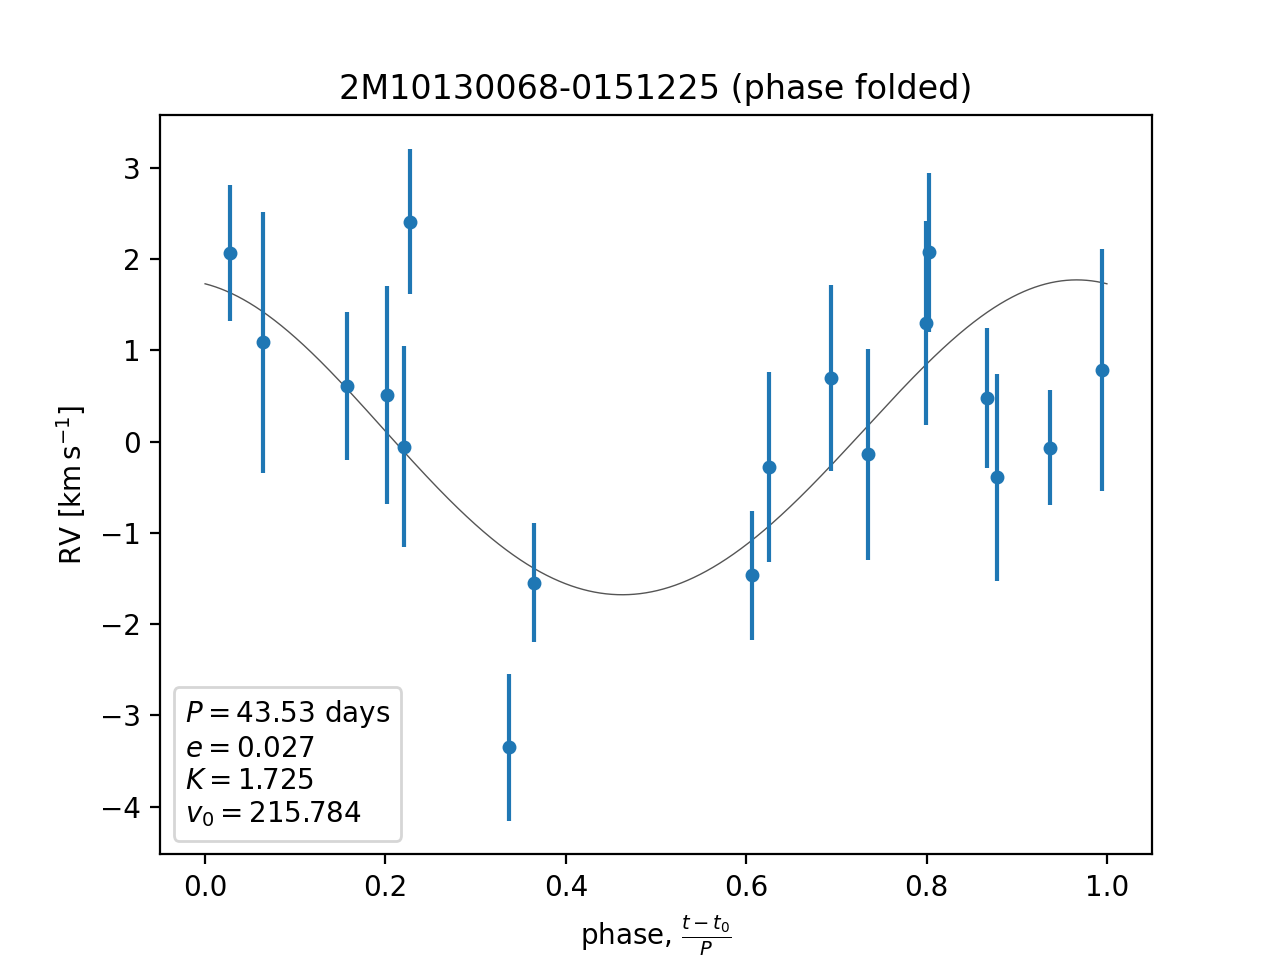 2M10130068-0151225 (phase folded)
RV [km s⁻¹]
3
2
1
0
−1
−2
−3
−4
P = 43.53 days
e = 0.027
K = 1.725
v₀ = 215.784
0.0 0.2 0.4 0.6 0.8 1.0
phase, (t − t₀)/P